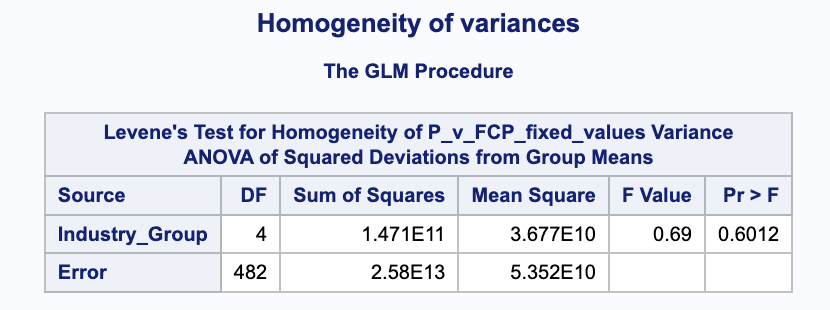 Homogeneity of variances
The GLM Procedure
Levene's Test for Homogeneity of P_v_FCP_fixed_values Variance
ANOVA of Squared Deviations from Group Means
Source DF Sum of Squares Mean Square F Value Pr > F
Industry_Group 4 1.471E11 3.677E10 0.69 0.6012
Error 482 2.58E13 5.352E10